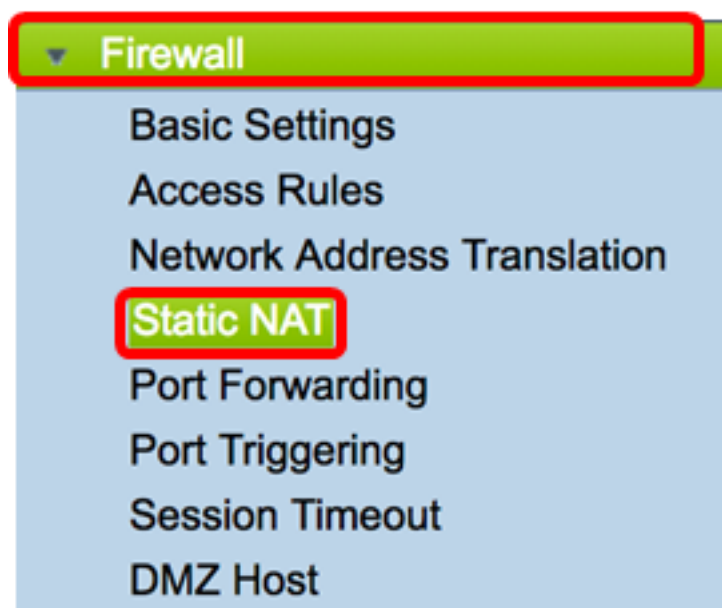 Firewall
Basic Settings
Access Rules
Network Address Translation
Static NAT
Port Forwarding
Port Triggering
Session Timeout
DMZ Host